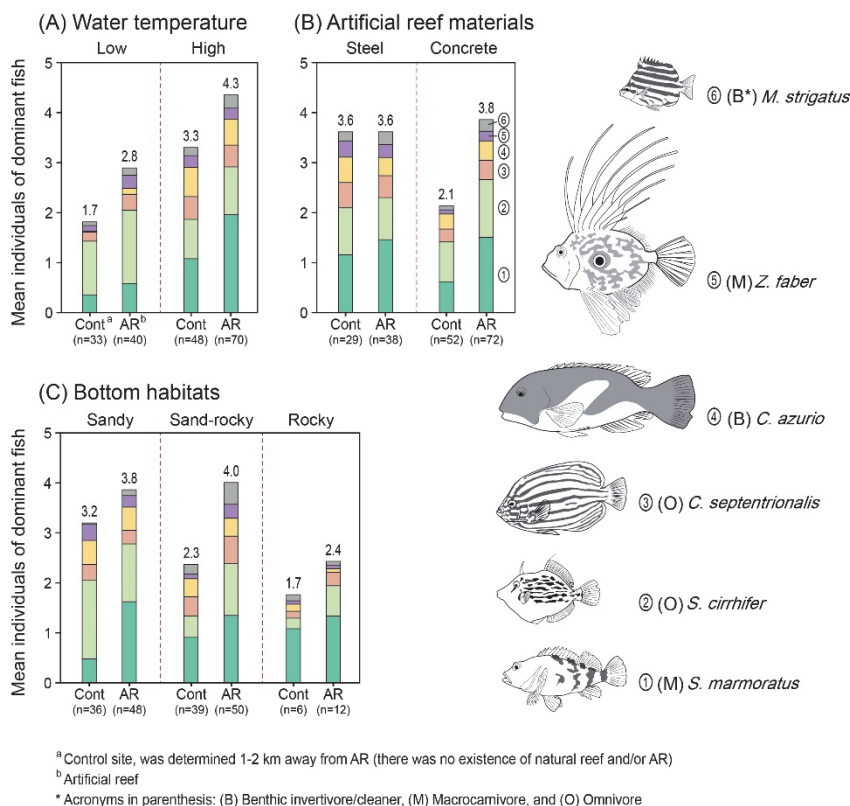 (A) Water temperature
Low High
Mean individuals of dominant fish
5
4
3
2
1
0
1.7
2.8
3.3
4.3
Cont a AR b Cont AR
(n=33) (n=40) (n=48) (n=70)
(B) Artificial reef materials
Steel Concrete
5
4
3
2
1
0
3.6
3.6
2.1
3.8
⑥
⑤
④
③
②
①
Cont AR Cont AR
(n=29) (n=38) (n=52) (n=72)
⑥ (B*) M. strigatus
⑤ (M) Z. faber
④ (B) C. azurio
③ (O) C. septentrionalis
② (O) S. cirrhifer
① (M) S. marmoratus
(C) Bottom habitats
Sandy Sand-rocky Rocky
Mean individuals of dominant fish
5
4
3
2
1
0
3.2
3.8
2.3
4.0
1.7
2.4
Cont AR Cont AR Cont AR
(n=36) (n=48) (n=39) (n=50) (n=6) (n=12)
a Control site, was determined 1-2 km away from AR (there was no existence of natural reef and/or AR)
b Artificial reef
* Acronyms in parenthesis: (B) Benthic invertivore/cleaner, (M) Macrocarnivore, and (O) Omnivore